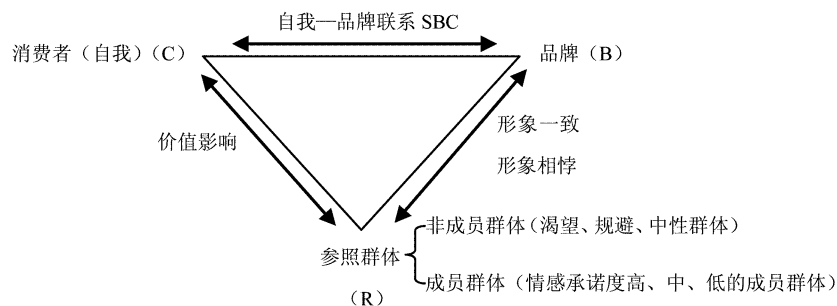 自我—品牌联系 SBC
消费者（自我）（C）
品牌（B）
价值影响
形象一致
形象相悖
非成员群体（渴望、规避、中性群体）
参照群体
成员群体（情感承诺度高、中、低的成员群体）
（R）